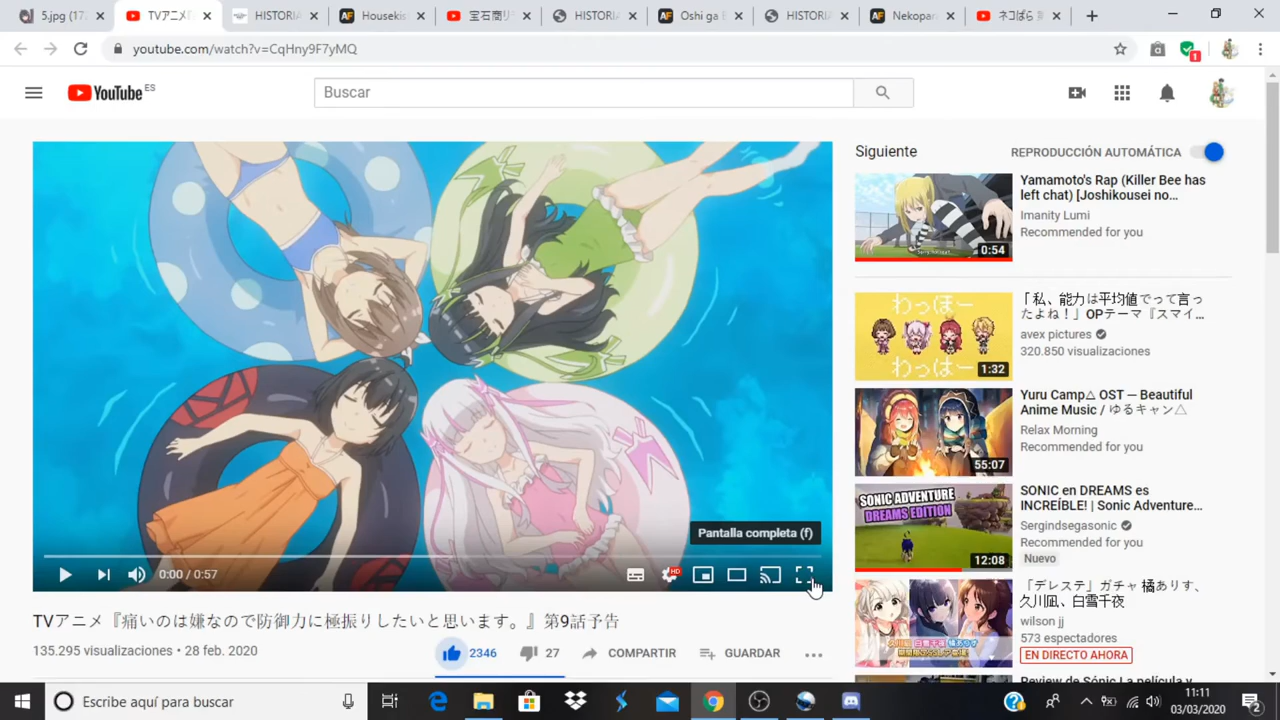 5.jpg (17
TVアニメ『
HISTORIA
Housekis
宝石商リ
HISTORIA
Oshi ga B
HISTORIA
Nekopara
ネコぱら
youtube.com/watch?v=CqHny9F7yMQ
1
YouTube ES
Buscar
Pantalla completa (f)
0:00 / 0:57
HD
TVアニメ『痛いのは嫌なので防御力に極振りしたいと思います。』第9話予告
135.295 visualizaciones • 28 feb. 2020
2346
27
COMPARTIR
GUARDAR
Siguiente
REPRODUCCIÓN AUTOMÁTICA
Yamamoto's Rap (Killer Bee has
left chat) [Joshikousei no...
Imanity Lumi
Recommended for you
0:54
「私、能力は平均値でって言っ
たよね！」OPテーマ『スマイ...
avex pictures
320.850 visualizaciones
わっほー
わっはー
1:32
Yuru Camp△ OST — Beautiful
Anime Music / ゆるキャン△
Relax Morning
Recommended for you
55:07
SONIC en DREAMS es
INCREÍBLE! | Sonic Adventure...
Sergindsegasonic
Recommended for you
Nuevo
SONIC ADVENTURE
DREAMS EDITION
12:08
「デレステ」ガチャ 橘ありす、
久川凪、白雪千夜
wilson jj
573 espectadores
EN DIRECTO AHORA
Review de Sónic La película y
Escribe aquí para buscar
11:11
03/03/2020
2